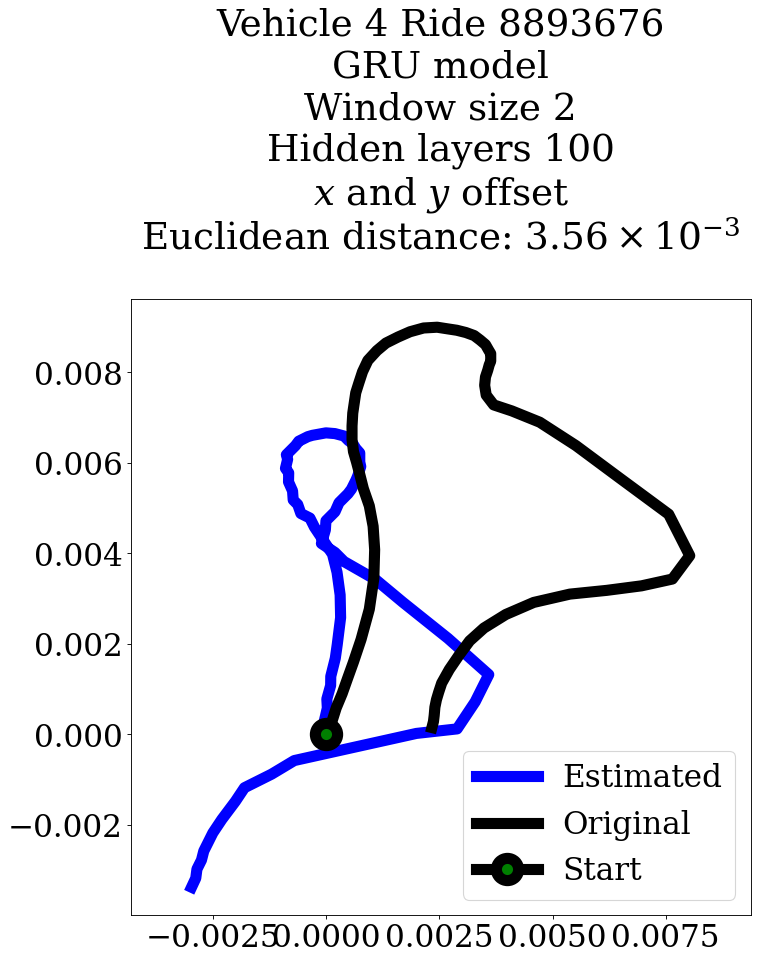 Vehicle 4 Ride 8893676
GRU model
Window size 2
Hidden layers 100
x and y offset
Euclidean distance: 3.56 × 10⁻³
0.008
0.006
0.004
0.002
0.000
−0.002
−0.0025 0.0000 0.0025 0.0050 0.0075
Estimated
Original
Start